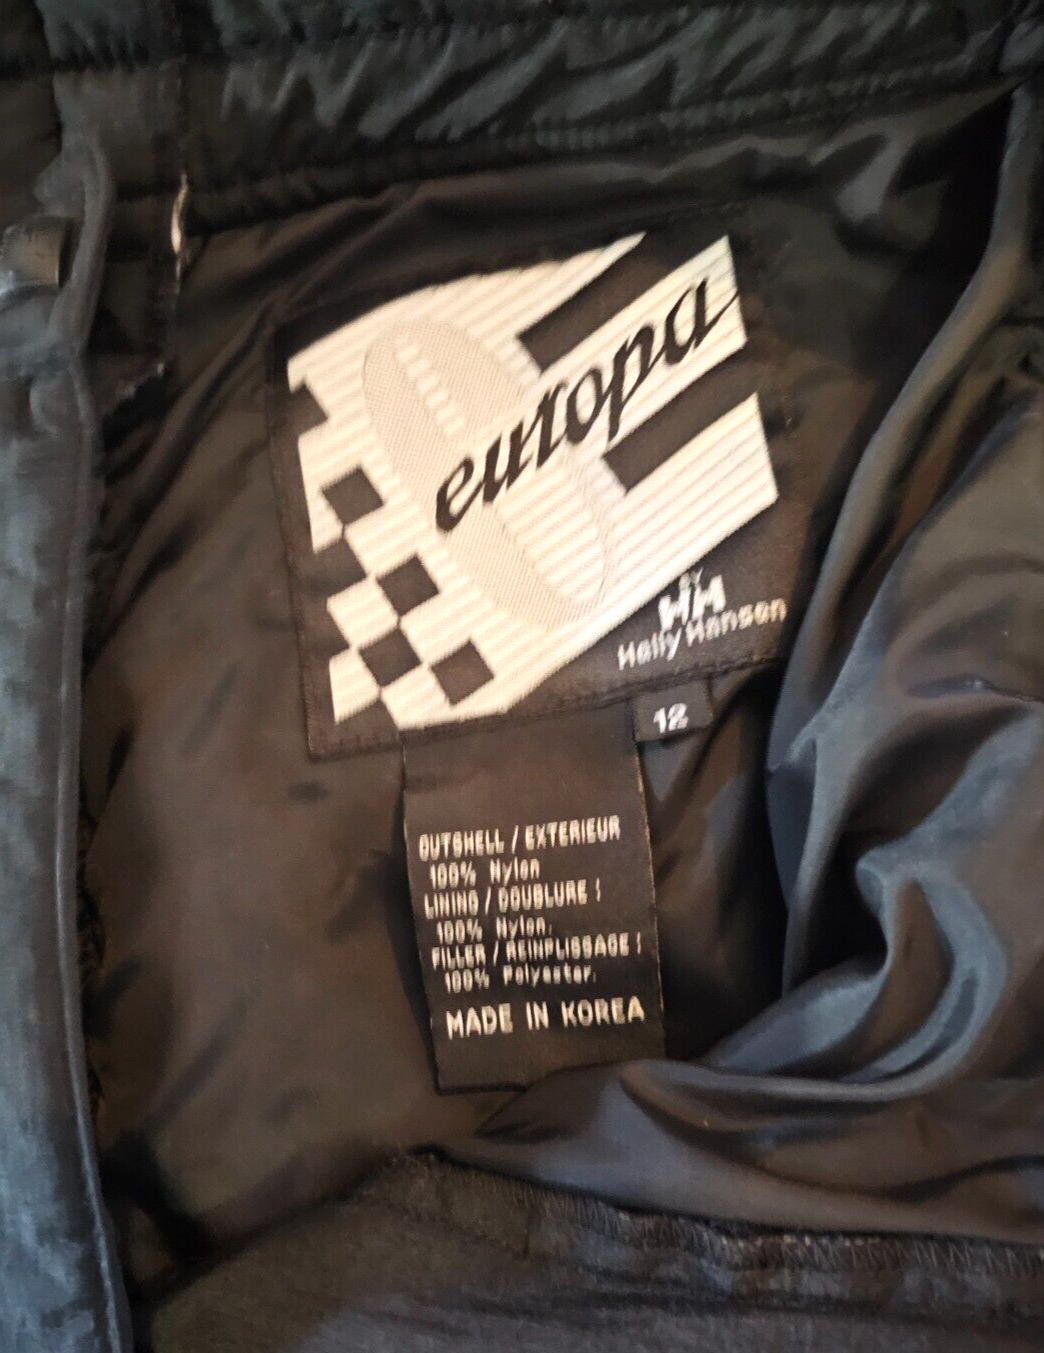 europa
BY
HH
Helly Hansen
12
OUTSHELL / EXTERIEUR
100% Nylon
LINING / DOUBLURE :
100% Nylon.
FILLER / REINPLISSAGE :
100% Polyester.
MADE IN KOREA